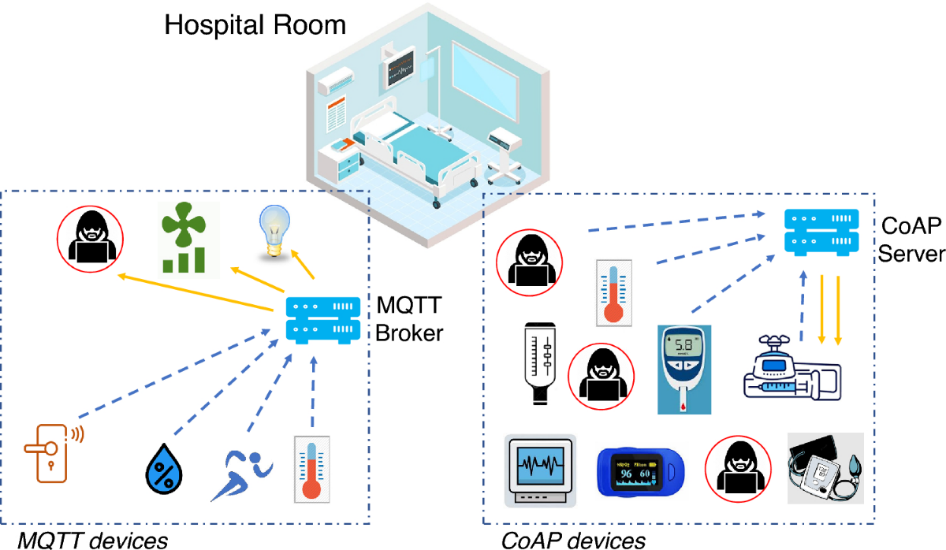 Hospital Room
MQTT
Broker
CoAP
Server
5.8
%
96 60
MQTT devices
CoAP devices